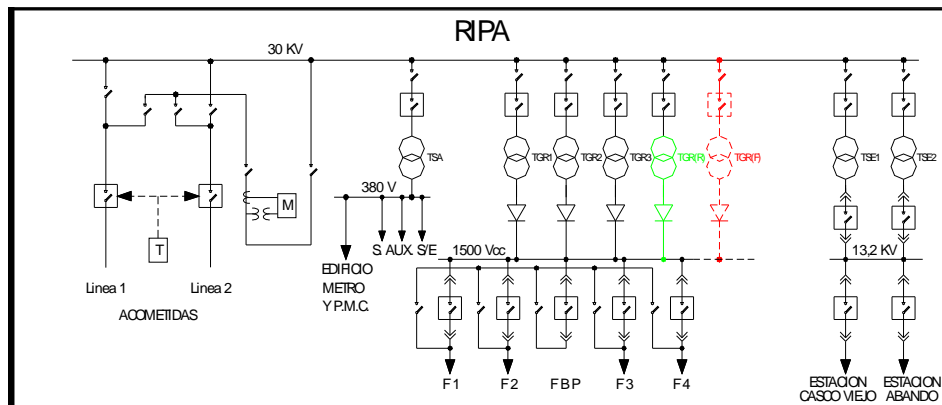 RIPA
30 KV
TSA
TGR1
TGR2
TGR3
TGR(R)
TGR(F)
TSE1
TSE2
M
T
380 V
S. AUX. S/E
1500 Vcc
13,2 KV
Linea 1
Linea 2
ACOMETIDAS
EDIFICIO
METRO
Y P.M.C.
F1
F2
FBP
F3
F4
ESTACION
CASCO VIEJO
ESTACION
ABANDO